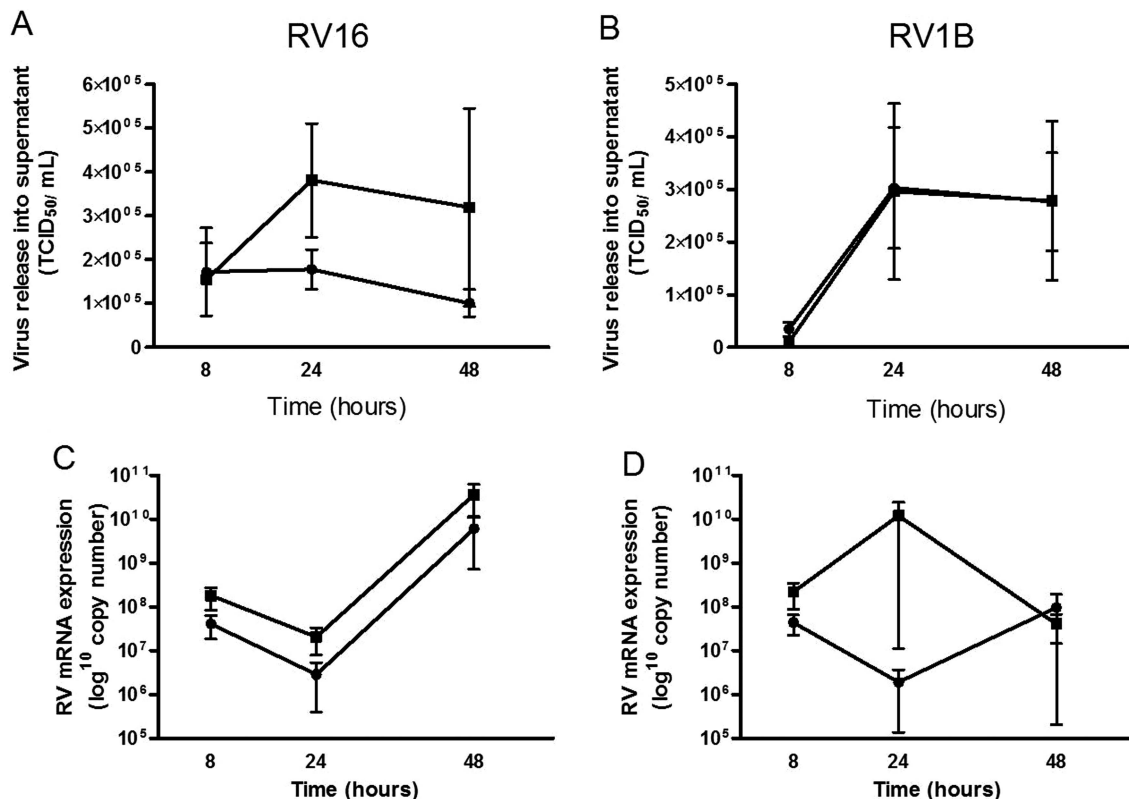 A
RV16
Virus release into supernatant
(TCID50/ mL)
6×10⁰⁵
5×10⁰⁵
4×10⁰⁵
3×10⁰⁵
2×10⁰⁵
1×10⁰⁵
0
8
24
48
Time (hours)
B
RV1B
Virus release into supernatant
(TCID50/ mL)
5×10⁰⁵
4×10⁰⁵
3×10⁰⁵
2×10⁰⁵
1×10⁰⁵
0
8
24
48
Time (hours)
C
RV mRNA expression
(log¹⁰ copy number)
10¹¹
10¹⁰
10⁹
10⁸
10⁷
10⁶
10⁵
8
24
48
Time (hours)
D
RV mRNA expression
(log¹⁰ copy number)
10¹¹
10¹⁰
10⁹
10⁸
10⁷
10⁶
10⁵
8
24
48
Time (hours)